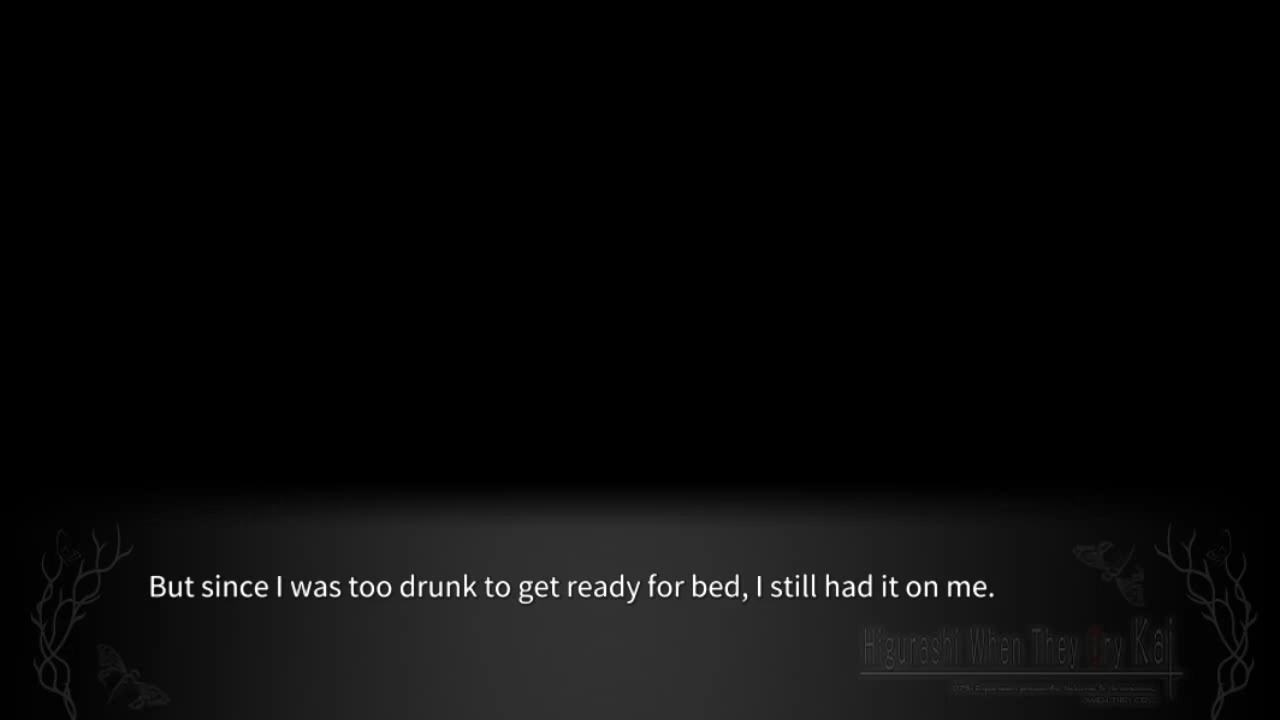 But since I was too drunk to get ready for bed, I still had it on me.
Higurashi When They Cry Kai